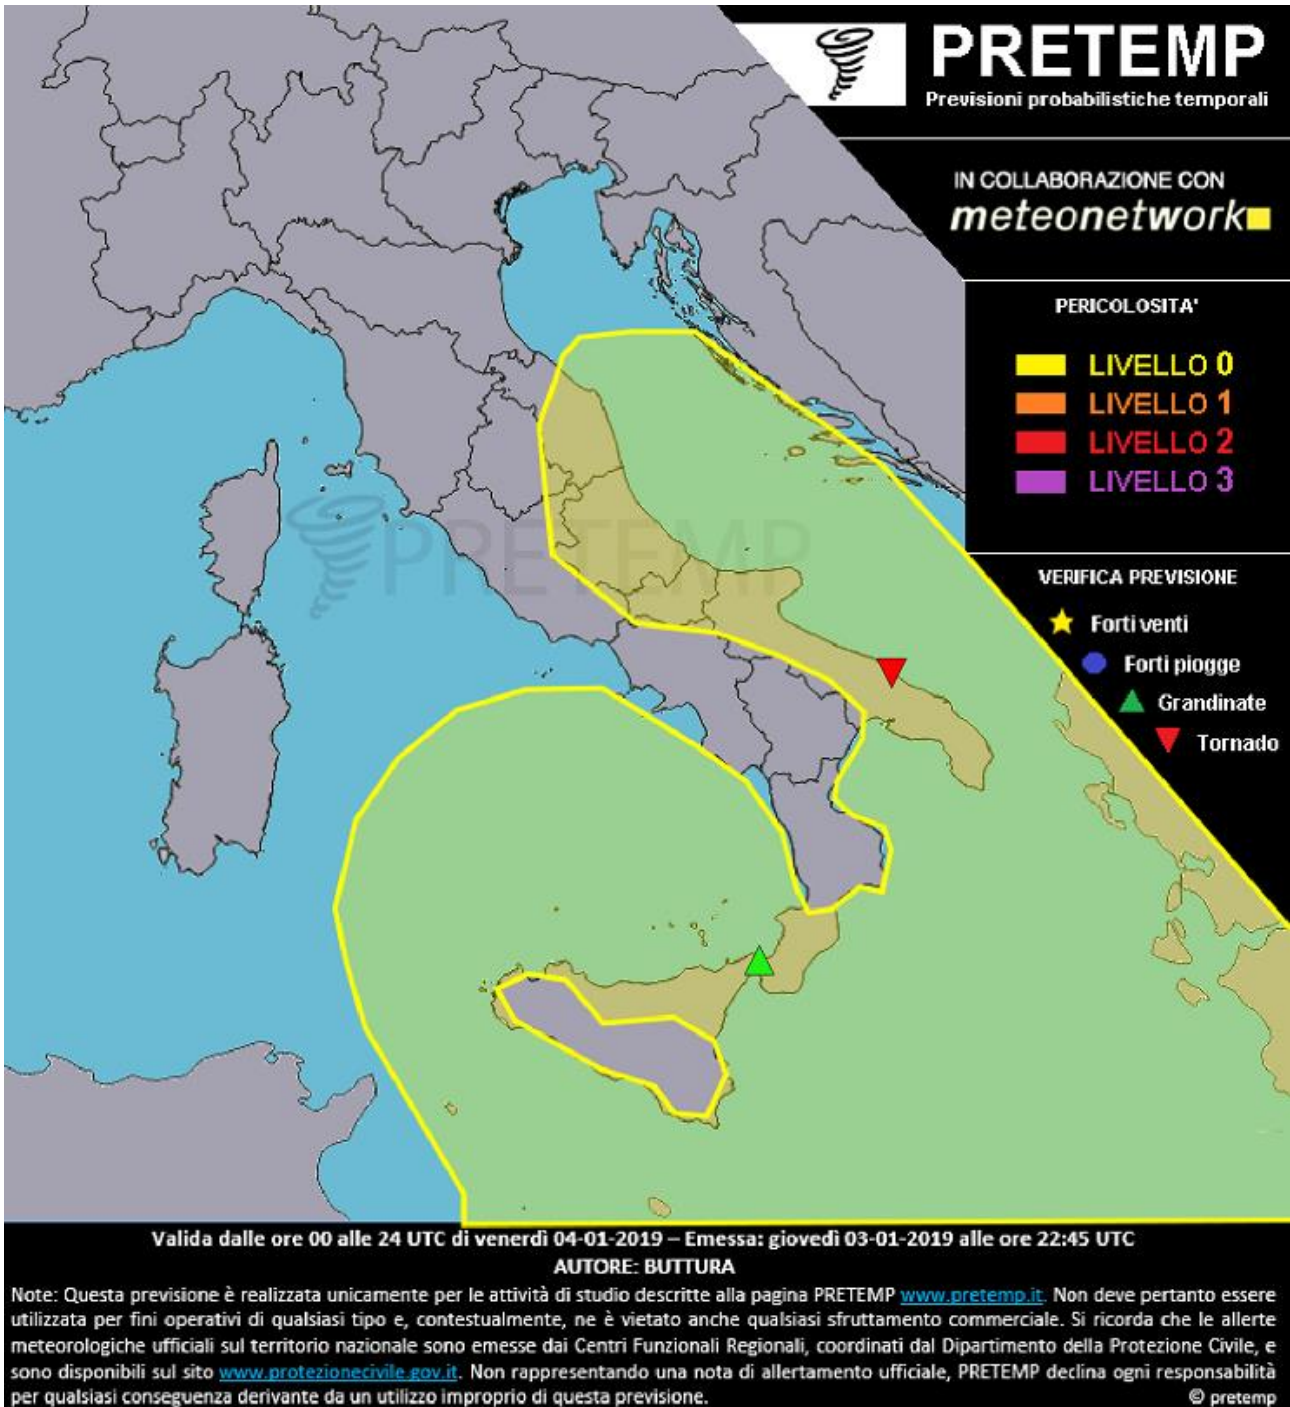 PRETEMP
Previsioni probabilistiche temporali
IN COLLABORAZIONE CON
meteonetwork
PERICOLOSITA'
LIVELLO 0
LIVELLO 1
LIVELLO 2
LIVELLO 3
PRETEMP
VERIFICA PREVISIONE
Forti venti
Forti piogge
Grandinate
Tornado
Valida dalle ore 00 alle 24 UTC di venerdì 04-01-2019 – Emessa: giovedì 03-01-2019 alle ore 22:45 UTC
AUTORE: BUTTURA
Note: Questa previsione è realizzata unicamente per le attività di studio descritte alla pagina PRETEMP www.pretemp.it. Non deve pertanto essere
utilizzata per fini operativi di qualsiasi tipo e, contestualmente, ne è vietato anche qualsiasi sfruttamento commerciale. Si ricorda che le allerte
meteorologiche ufficiali sul territorio nazionale sono emesse dai Centri Funzionali Regionali, coordinati dal Dipartimento della Protezione Civile, e
sono disponibili sul sito www.protezionecivile.gov.it. Non rappresentando una nota di allertamento ufficiale, PRETEMP declina ogni responsabilità
per qualsiasi conseguenza derivante da un utilizzo improprio di questa previsione. © pretemp